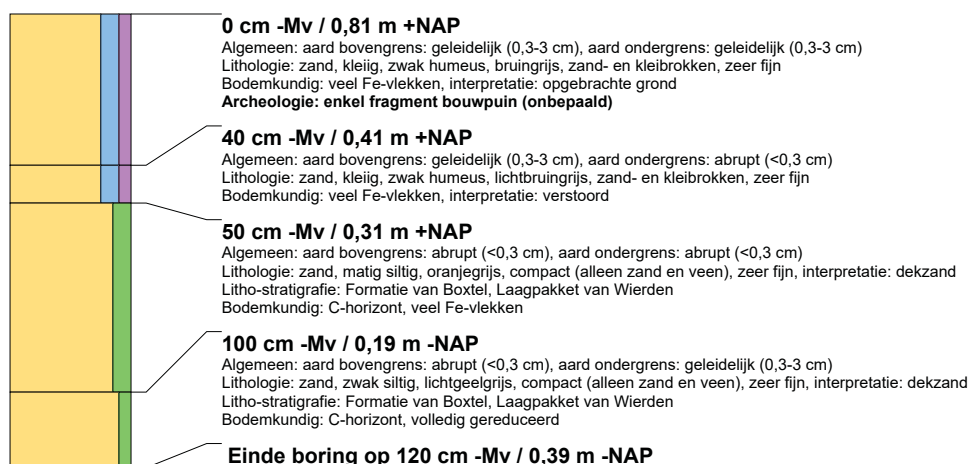 0 cm -Mv / 0,81 m +NAP
Algemeen: aard bovengrens: geleidelijk (0,3-3 cm), aard ondergrens: geleidelijk (0,3-3 cm)
Lithologie: zand, kleiig, zwak humeus, bruingrijs, zand- en kleibrokken, zeer fijn
Bodemkundig: veel Fe-vlekken, interpretatie: opgebrachte grond
Archeologie: enkel fragment bouwpuin (onbepaald)
40 cm -Mv / 0,41 m +NAP
Algemeen: aard bovengrens: geleidelijk (0,3-3 cm), aard ondergrens: abrupt (<0,3 cm)
Lithologie: zand, kleiig, zwak humeus, lichtbruingrijs, zand- en kleibrokken, zeer fijn
Bodemkundig: veel Fe-vlekken, interpretatie: verstoord
50 cm -Mv / 0,31 m +NAP
Algemeen: aard bovengrens: abrupt (<0,3 cm), aard ondergrens: abrupt (<0,3 cm)
Lithologie: zand, matig siltig, oranjegrijs, compact (alleen zand en veen), zeer fijn, interpretatie: dekzand
Litho-stratigrafie: Formatie van Boxtel, Laagpakket van Wierden
Bodemkundig: C-horizont, veel Fe-vlekken
100 cm -Mv / 0,19 m -NAP
Algemeen: aard bovengrens: abrupt (<0,3 cm), aard ondergrens: geleidelijk (0,3-3 cm)
Lithologie: zand, zwak siltig, lichtgeelgrijs, compact (alleen zand en veen), zeer fijn, interpretatie: dekzand
Litho-stratigrafie: Formatie van Boxtel, Laagpakket van Wierden
Bodemkundig: C-horizont, volledig gereduceerd
Einde boring op 120 cm -Mv / 0,39 m -NAP